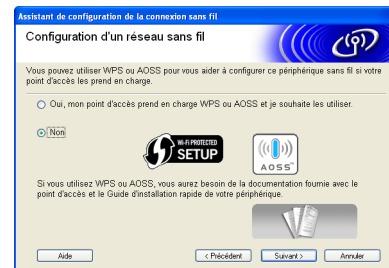 Assistant de configuration de la connexion sans fil
Configuration d'un réseau sans fil
Vous pouvez utiliser WPS ou AOSS pour vous aider à configurer ce périphérique sans fil si votre
point d'accès les prend en charge.
Oui, mon point d'accès prend en charge WPS ou AOSS et je souhaite les utiliser.
Non
WI-FI PROTECTED
SETUP
AOSS™
Si vous utilisez WPS ou AOSS, vous aurez besoin de la documentation fournie avec le
point d'accès et le Guide d'installation rapide de votre périphérique.
Aide
< Précédent
Suivant >
Annuler